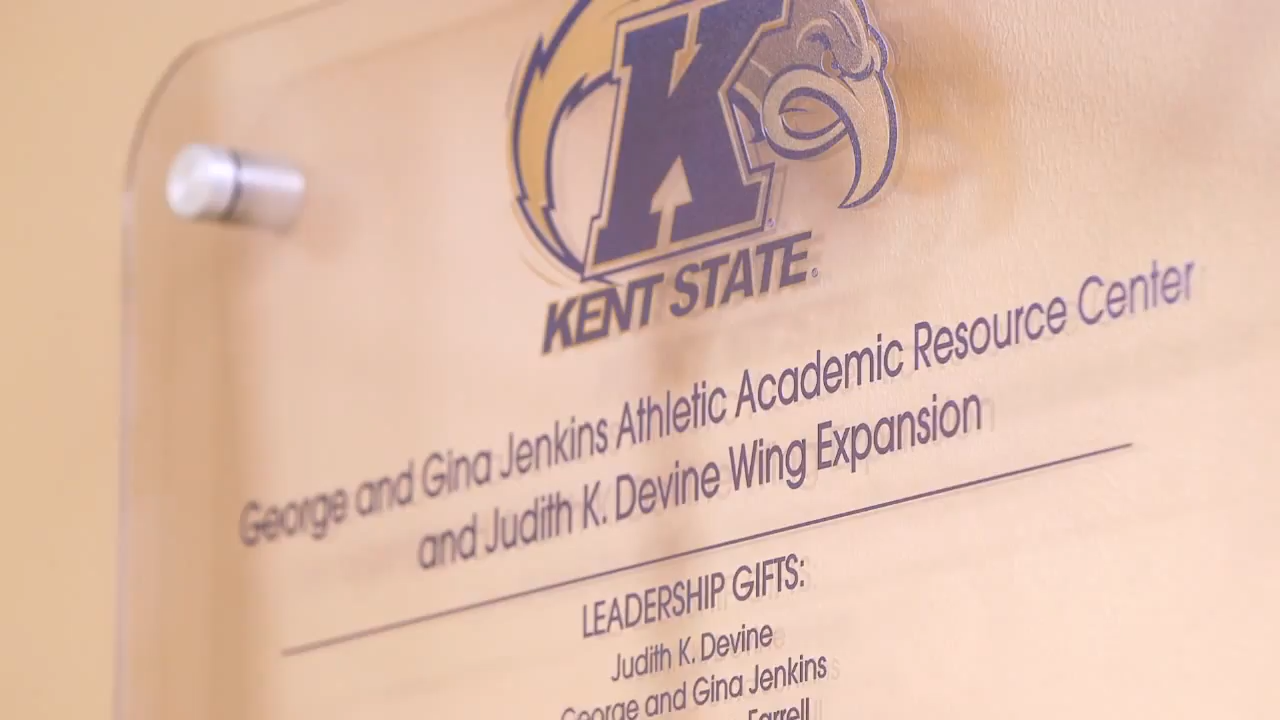 K
KENT STATE
George and Gina Jenkins Athletic Academic Resource Center
and Judith K. Devine Wing Expansion
LEADERSHIP GIFTS:
Judith K. Devine
George and Gina Jenkins
Farrell